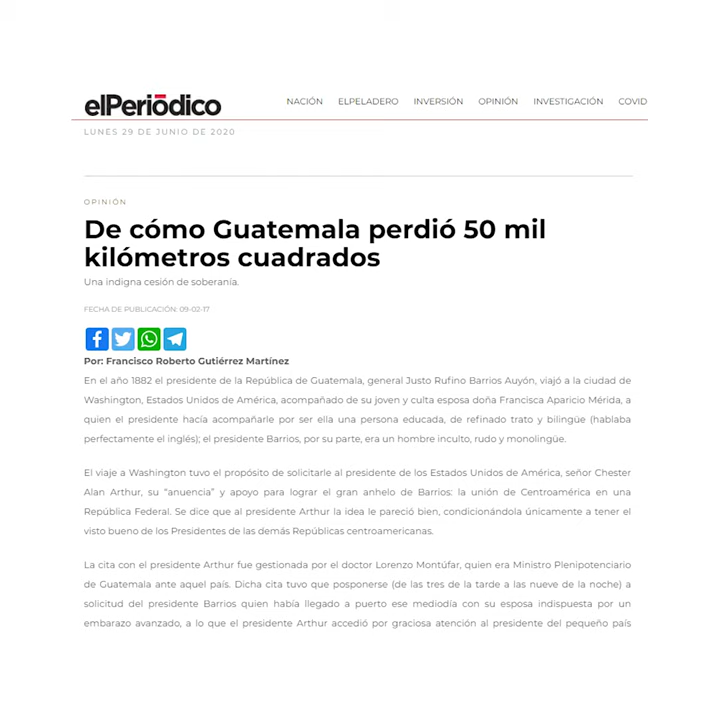 elPeriódico
NACIÓN ELPELADERO INVERSIÓN OPINIÓN INVESTIGACIÓN COVID
LUNES 29 DE JUNIO DE 2020
OPINIÓN
De cómo Guatemala perdió 50 mil
kilómetros cuadrados
Una indigna cesión de soberanía.
FECHA DE PUBLICACIÓN: 09-02-17
Por: Francisco Roberto Gutiérrez Martínez
En el año 1882 el presidente de la República de Guatemala, general Justo Rufino Barrios Auyón, viajó a la ciudad de
Washington, Estados Unidos de América, acompañado de su joven y culta esposa doña Francisca Aparicio Mérida, a
quien el presidente hacía acompañarle por ser ella una persona educada, de refinado trato y bilingüe (hablaba
perfectamente el inglés); el presidente Barrios, por su parte, era un hombre inculto, rudo y monolingüe.
El viaje a Washington tuvo el propósito de solicitarle al presidente de los Estados Unidos de América, señor Chester
Alan Arthur, su “anuencia” y apoyo para lograr el gran anhelo de Barrios: la unión de Centroamérica en una
República Federal. Se dice que al presidente Arthur la idea le pareció bien, condicionándola únicamente a tener el
visto bueno de los Presidentes de las demás Repúblicas centroamericanas.
La cita con el presidente Arthur fue gestionada por el doctor Lorenzo Montúfar, quien era Ministro Plenipotenciario
de Guatemala ante aquel país. Dicha cita tuvo que posponerse (de las tres de la tarde a las nueve de la noche) a
solicitud del presidente Barrios quien había llegado a puerto ese mediodía con su esposa indispuesta por un
embarazo avanzado, a lo que el presidente Arthur accedió por graciosa atención al presidente del pequeño país